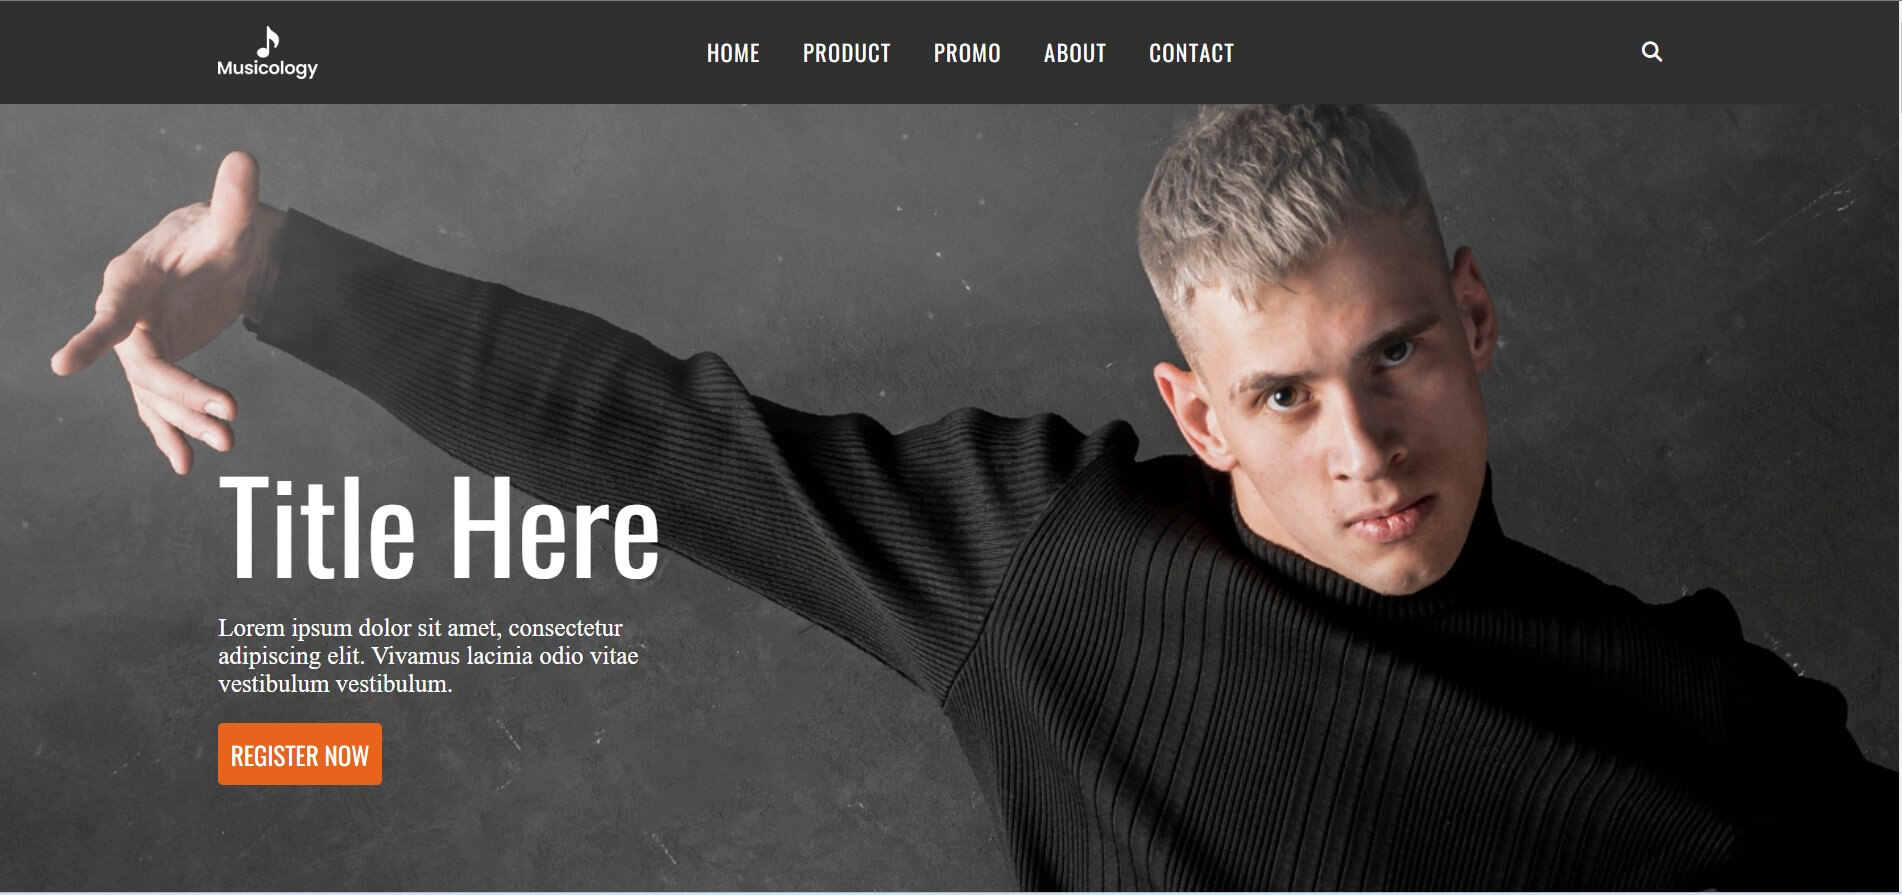 Musicology
HOME PRODUCT PROMO ABOUT CONTACT
Title Here
Lorem ipsum dolor sit amet, consectetur
adipiscing elit. Vivamus lacinia odio vitae
vestibulum vestibulum.
REGISTER NOW